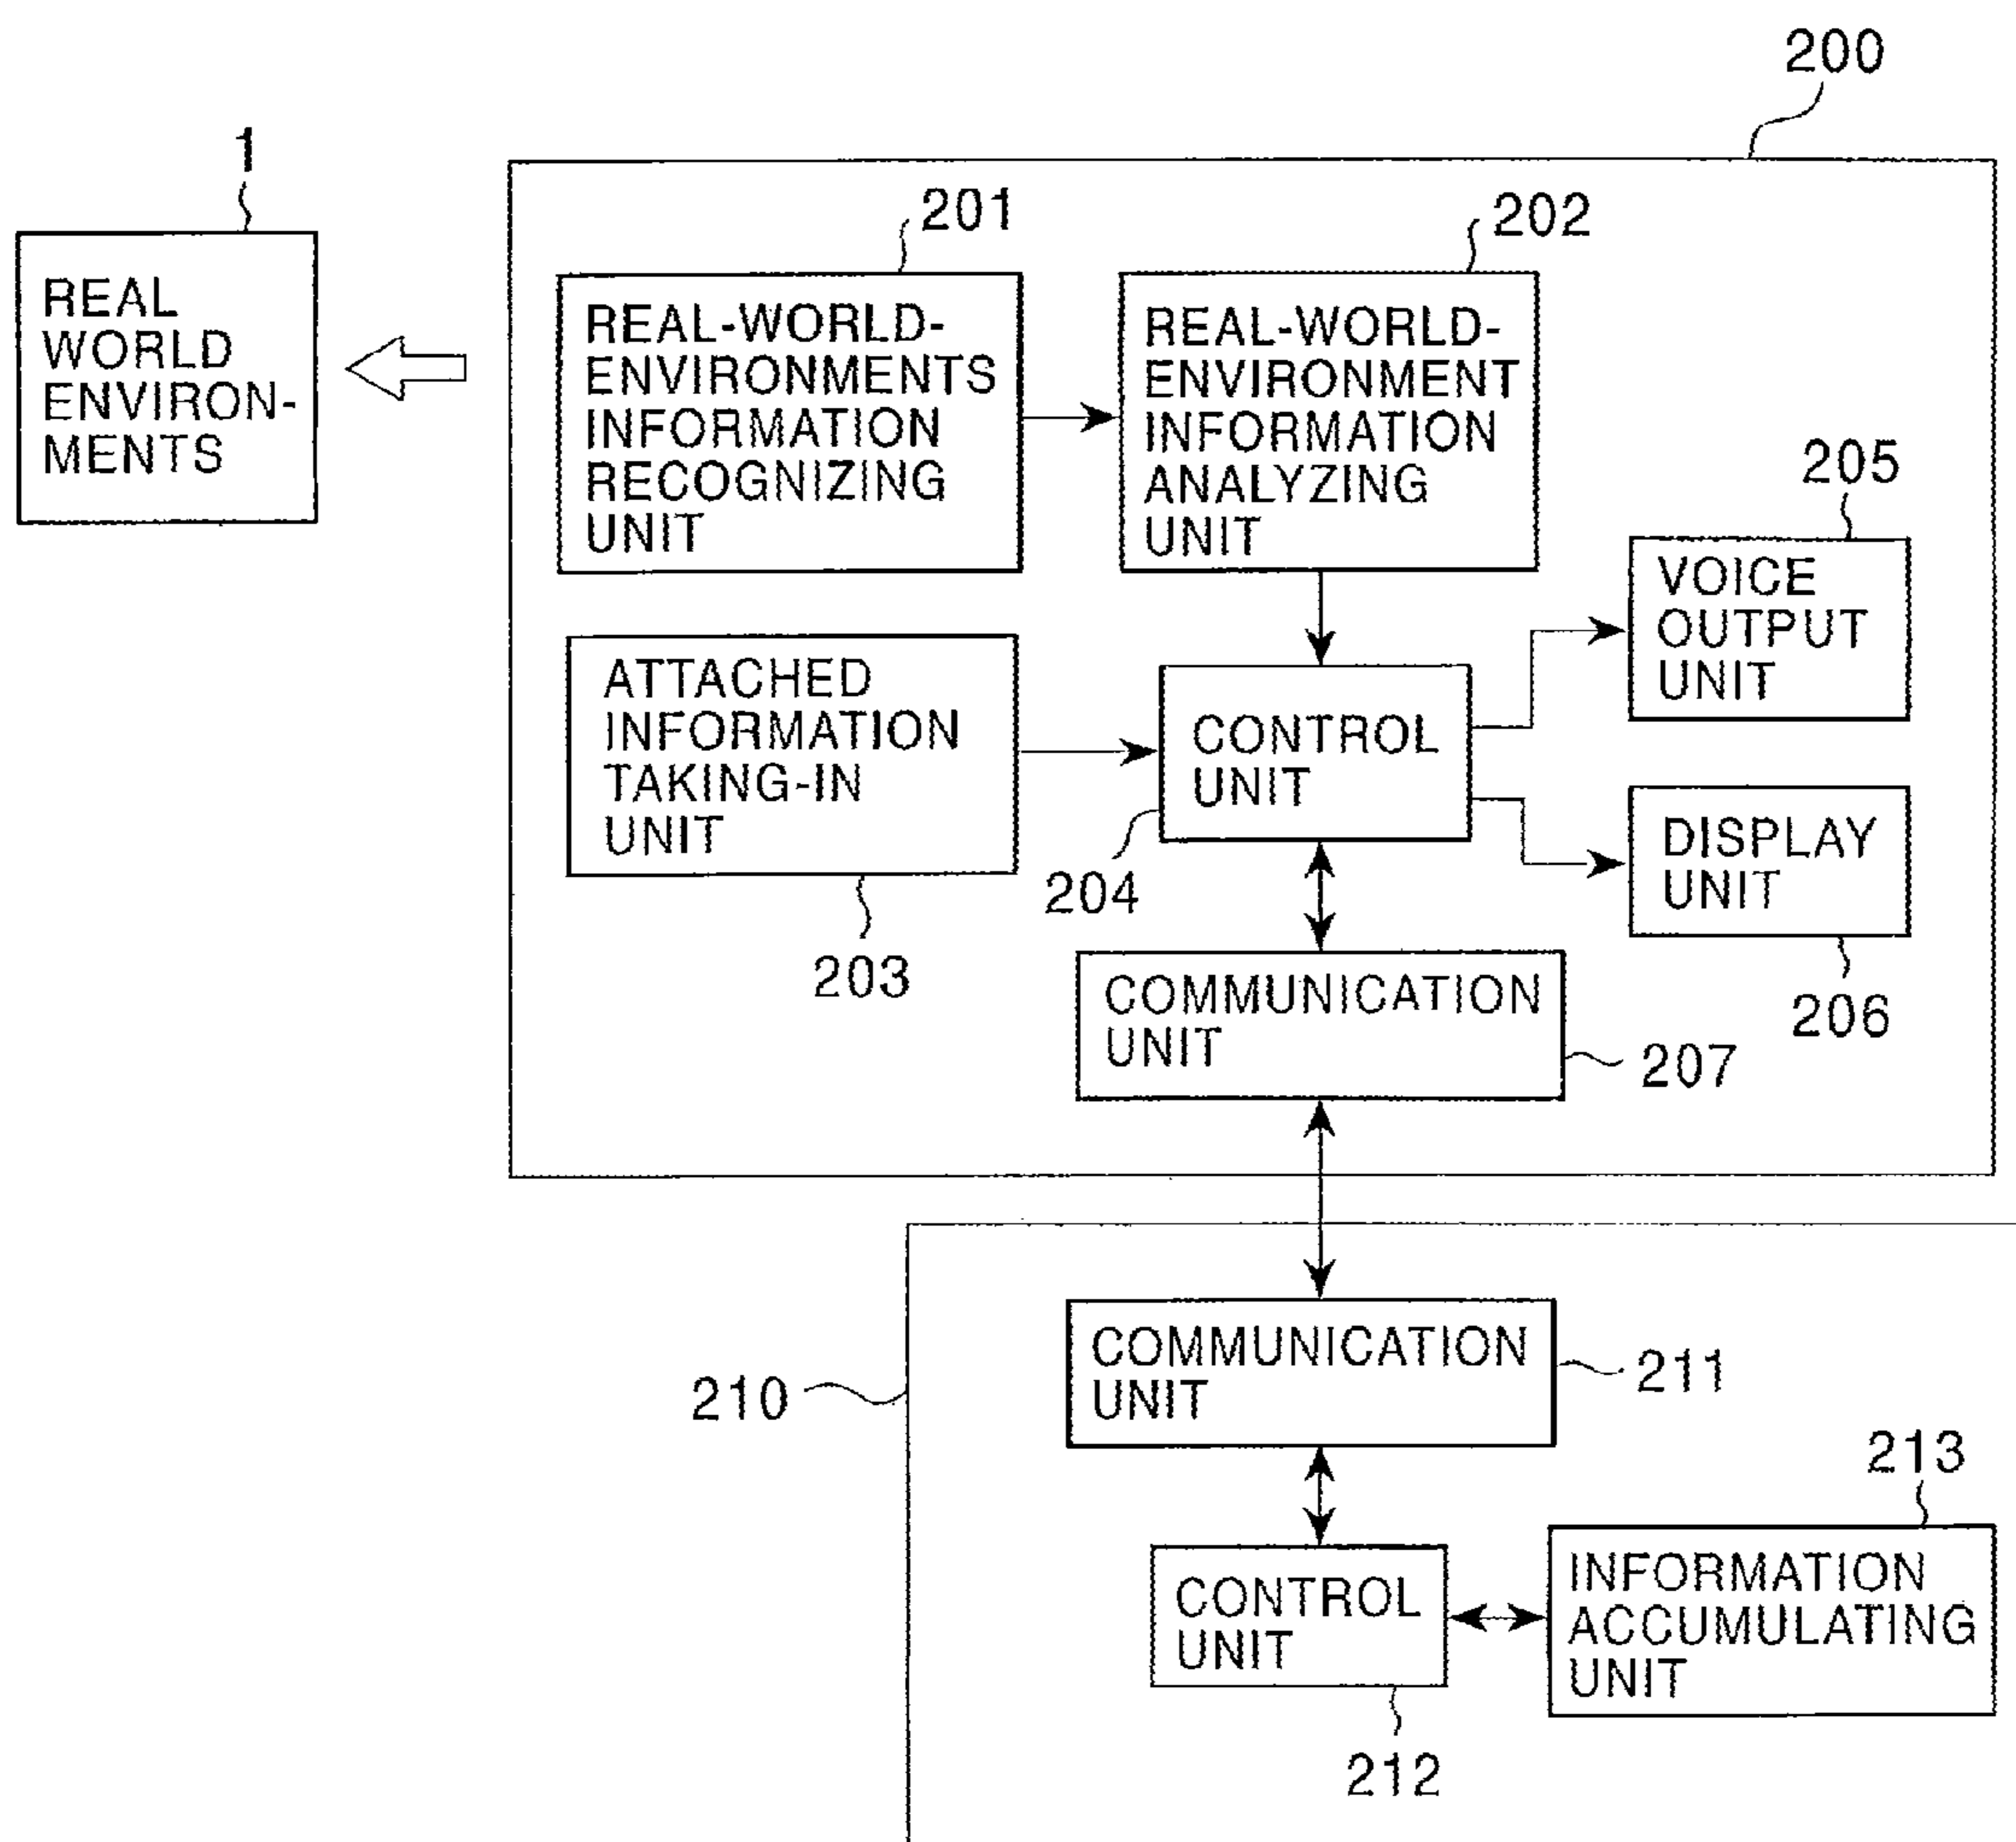 200
1
REAL
WORLD
ENVIRON-
MENTS
201
REAL-WORLD-
ENVIRONMENTS
INFORMATION
RECOGNIZING
UNIT
202
REAL-WORLD-
ENVIRONMENT
INFORMATION
ANALYZING
UNIT
205
VOICE
OUTPUT
UNIT
ATTACHED
INFORMATION
TAKING-IN
UNIT
203
CONTROL
UNIT
204
DISPLAY
UNIT
206
COMMUNICATION
UNIT
207
210
COMMUNICATION
UNIT
211
213
CONTROL
UNIT
212
INFORMATION
ACCUMULATING
UNIT